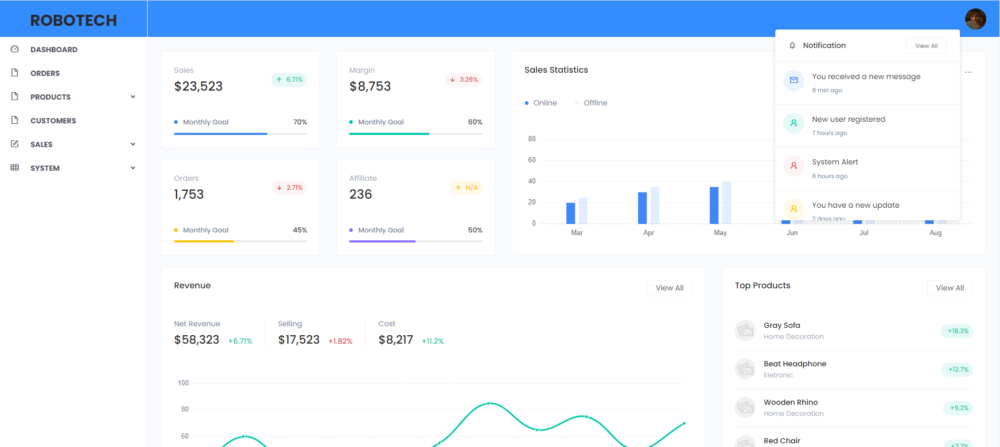 ROBOTECH
DASHBOARD
ORDERS
PRODUCTS
CUSTOMERS
SALES
SYSTEM
Sales
$23,523
6.71%
Monthly Goal 70%
Margin
$8,753
3.26%
Monthly Goal 60%
Orders
1,753
2.71%
Monthly Goal 45%
Affiliate
236
N/A
Monthly Goal 50%
Sales Statistics
...
Online Offline
80
60
40
20
0
Mar Apr May Jun Jul Aug
Notification View All
You received a new message
8 min ago
New user registered
7 hours ago
System Alert
8 hours ago
You have a new update
2 days ago
Revenue View All
Net Revenue
$58,323 +6.71%
Selling
$17,523 +1.82%
Cost
$8,217 +11.2%
100
80
60
Top Products View All
Gray Sofa
Home Decoration
+18.3%
Beat Headphone
Eletronic
+12.7%
Wooden Rhino
Home Decoration
+9.2%
Red Chair
+7.7%